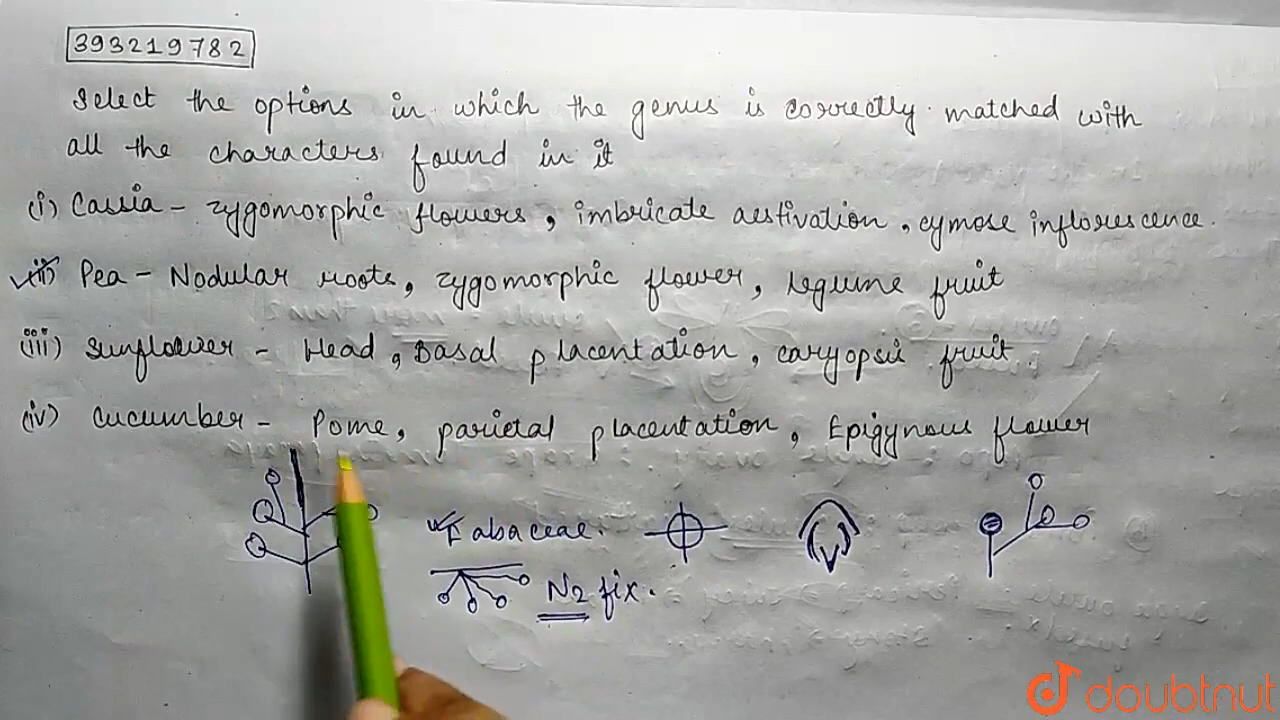 393219782
Select the options in which the genus is correctly matched with
all the characters found in it
(i) Cassia - zygomorphic flowers, imbricate aestivation, cymose inflorescence.
(ii) Pea - Nodular roots, zygomorphic flower, legume fruit
(iii) Sunflower - Head, Basal placentation, caryopsis fruit
(iv) Cucumber - Pome, parietal placentation, Epigynous flower
Fabaceae.
N2 fix.
doubtnut